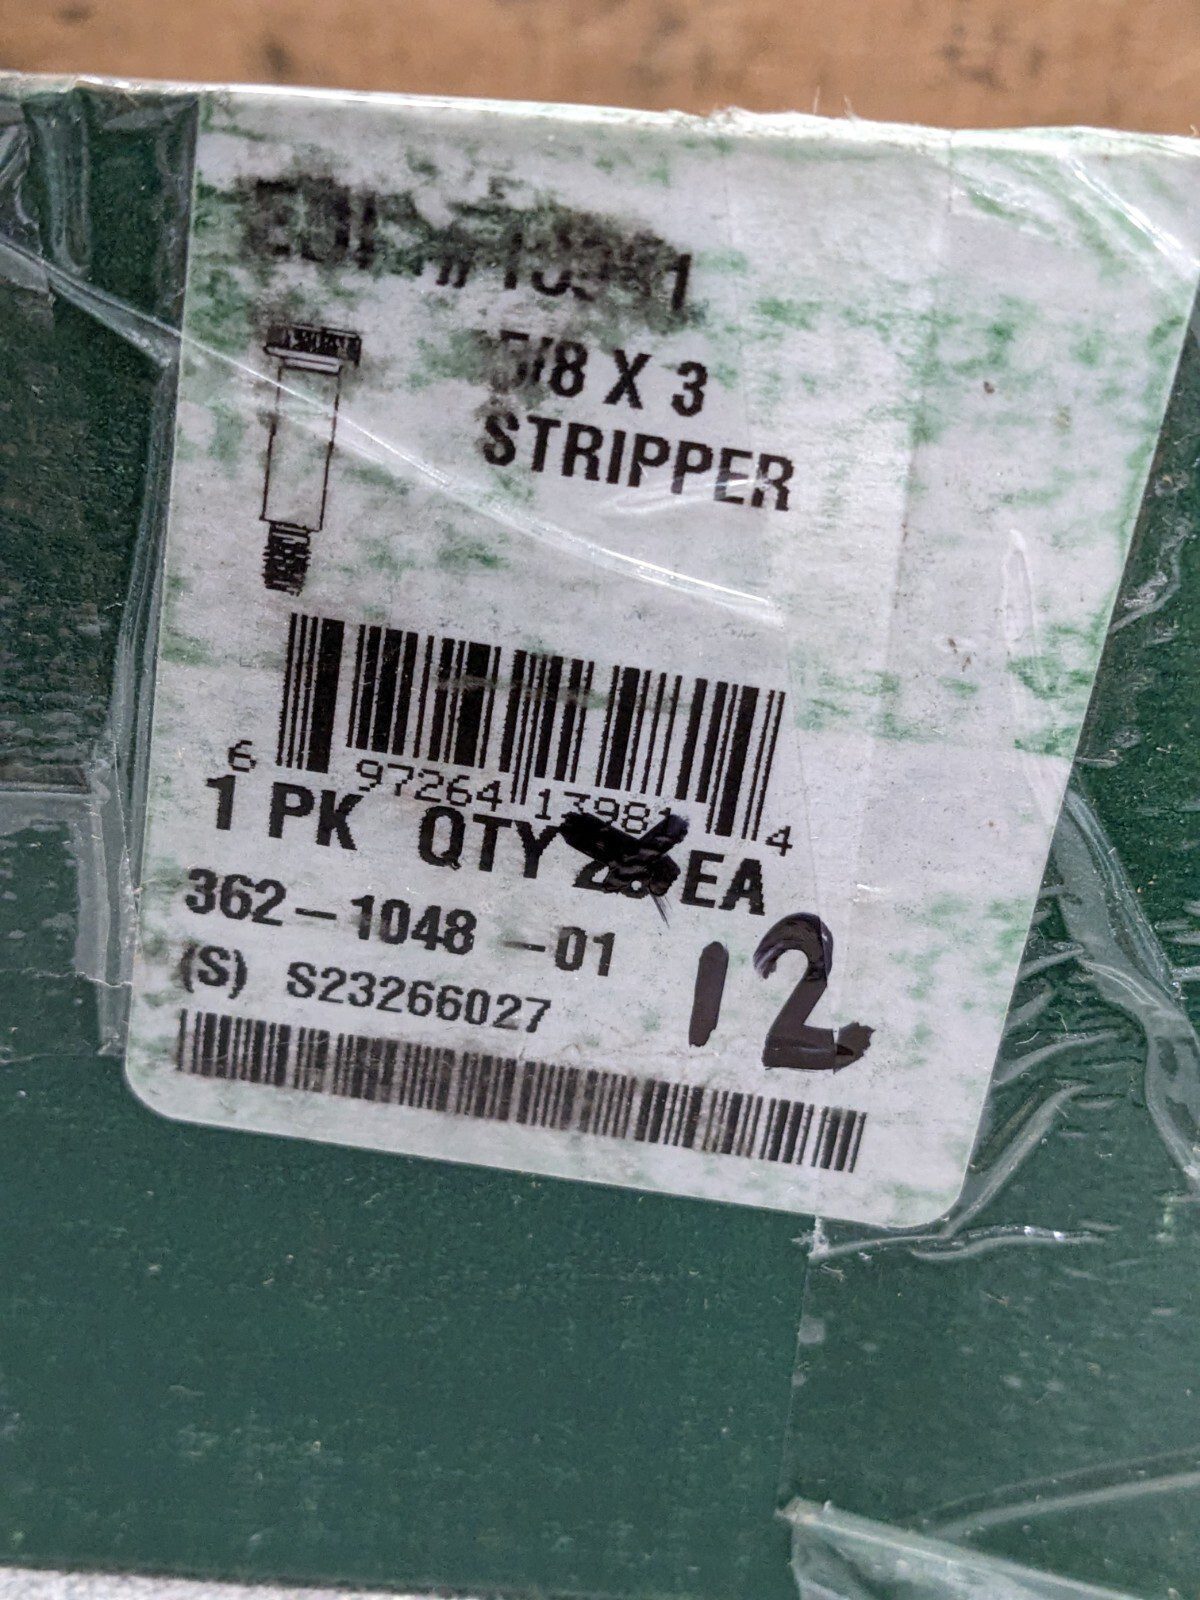 5/8 X 3
STRIPPER
6 97264 13981 4
1 PK QTY EA
12
362-1048 -01
(S) S23266027